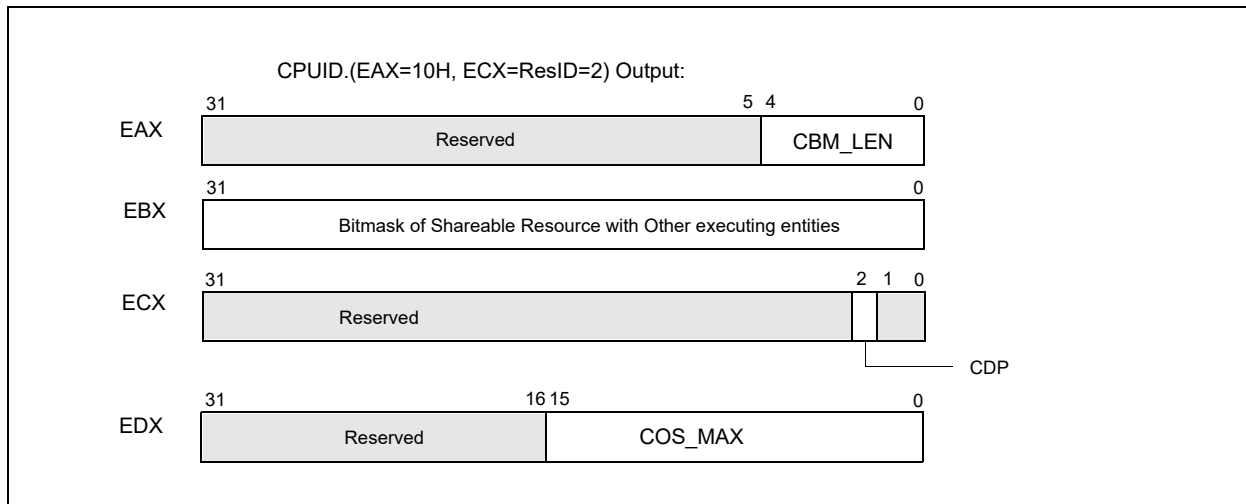 CPUID.(EAX=10H, ECX=ResID=2) Output:
31 5 4 0
EAX Reserved CBM_LEN
31 0
EBX Bitmask of Shareable Resource with Other executing entities
31 2 1 0
ECX Reserved
CDP
31 16 15 0
EDX Reserved COS_MAX